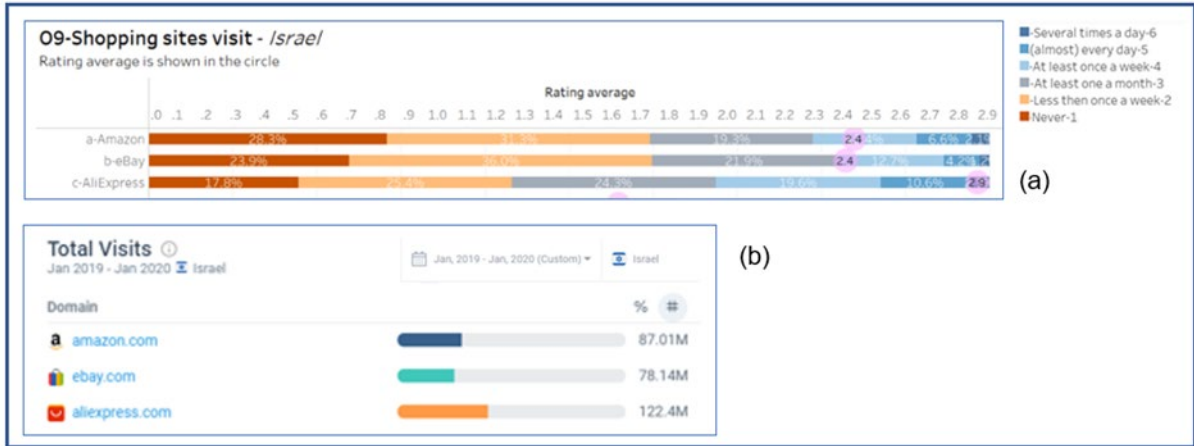 O9-Shopping sites visit - Israel
Rating average is shown in the circle
Rating average
.0 .1 .2 .3 .4 .5 .6 .7 .8 .9 1.0 1.1 1.2 1.3 1.4 1.5 1.6 1.7 1.8 1.9 2.0 2.1 2.2 2.3 2.4 2.5 2.6 2.7 2.8 2.9
a-Amazon 28.3% 31.3% 19.3% 2.4 6.6%
b-eBay 23.9% 36.0% 21.9% 2.4 12.7% 4.2%
c-AliExpress 17.8% 25.4% 24.3% 19.6% 10.6% 2.9
-Several times a day-6
(almost) every day-5
-At least once a week-4
-At least one a month-3
-Less then once a week-2
Never-1
(a)
Total Visits
Jan 2019 - Jan 2020 Israel
Jan, 2019 - Jan, 2020 (Custom)
Israel
Domain % #
amazon.com 87.01M
ebay.com 78.14M
aliexpress.com 122.4M
(b)